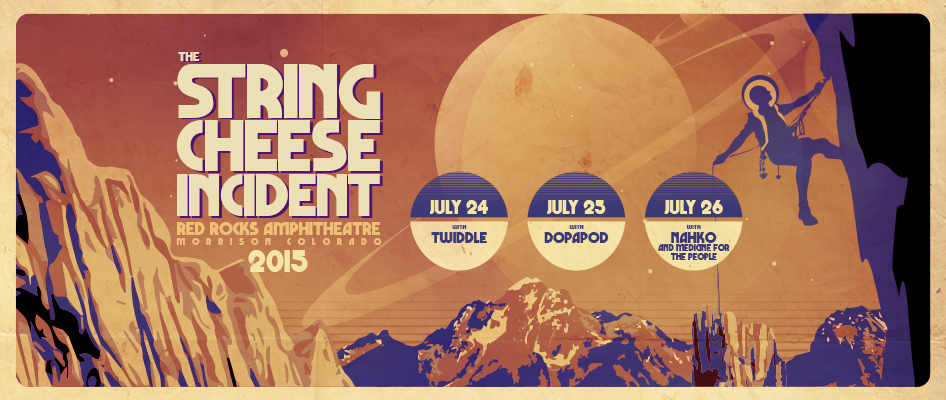 THE
STRING
CHEESE
INCIDENT
RED ROCKS AMPHITHEATRE
MORRISON COLORADO
2015
JULY 24
WITH
TWIDDLE
JULY 25
WITH
DOPAPOD
JULY 26
WITH
NAHKO
AND MEDICINE FOR
THE PEOPLE